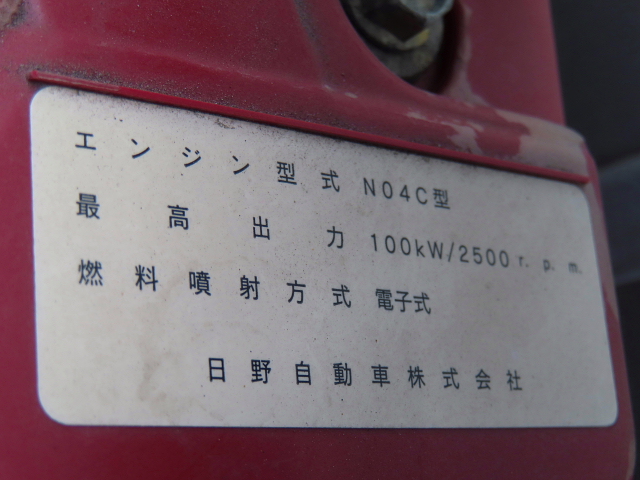 エンジン型式 N04C型
最高出力 100kW/2500r.p.m.
燃料噴射方式 電子式
日野自動車株式会社